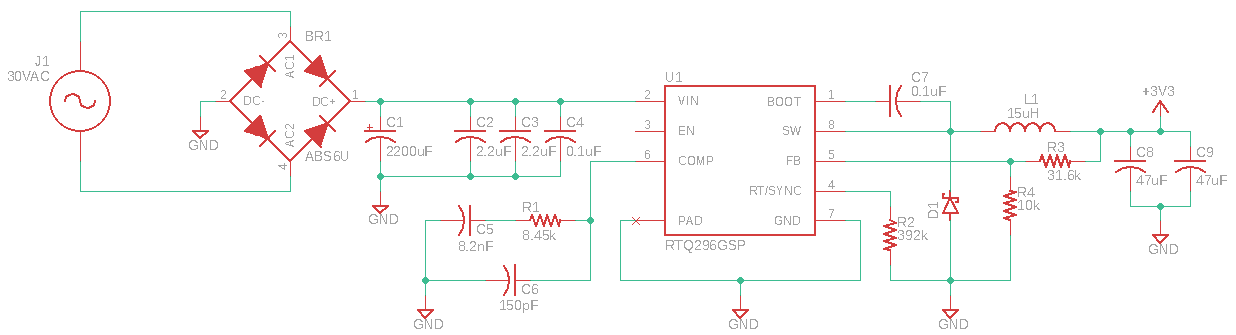 J1
30VAC
BR1
3
AC1
2
DC-
DC+
1
AC2
4
ABS6U
GND
C1
2200uF
+
GND
C2
2.2uF
C3
2.2uF
C4
0.1uF
C5
8.2nF
R1
8.45k
C6
150pF
GND
U1
2
VIN
BOOT
1
3
EN
SW
8
6
COMP
FB
5
RT/SYNC
4
PAD
GND
7
RTQ296GSP
GND
C7
0.1uF
R2
392k
D1
GND
L1
15uH
R3
31.6k
R4
10k
+3V3
C8
47uF
C9
47uF
GND